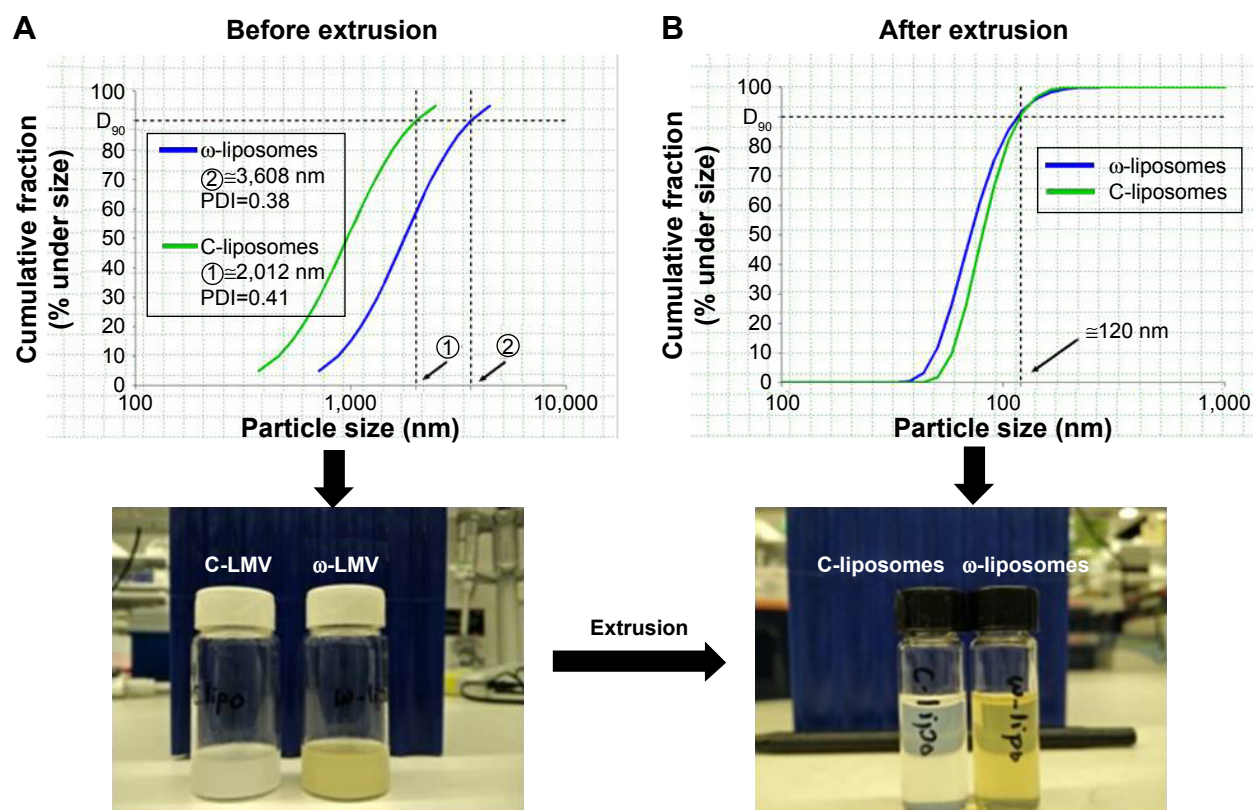 A
Before extrusion
Cumulative fraction
(% under size)
100
D90
80
70
60
50
40
30
20
10
0
ω-liposomes
②≅3,608 nm
PDI=0.38
C-liposomes
①≅2,012 nm
PDI=0.41
①
②
100
1,000
10,000
Particle size (nm)
B
After extrusion
Cumulative fraction
(% under size)
100
D90
80
70
60
50
40
30
20
10
0
ω-liposomes
C-liposomes
≅120 nm
100
100
1,000
Particle size (nm)
C-LMV
ω-LMV
C-lipo
ω-lipo
Extrusion
C-liposomes
ω-liposomes
C-lipo
ω-lipo